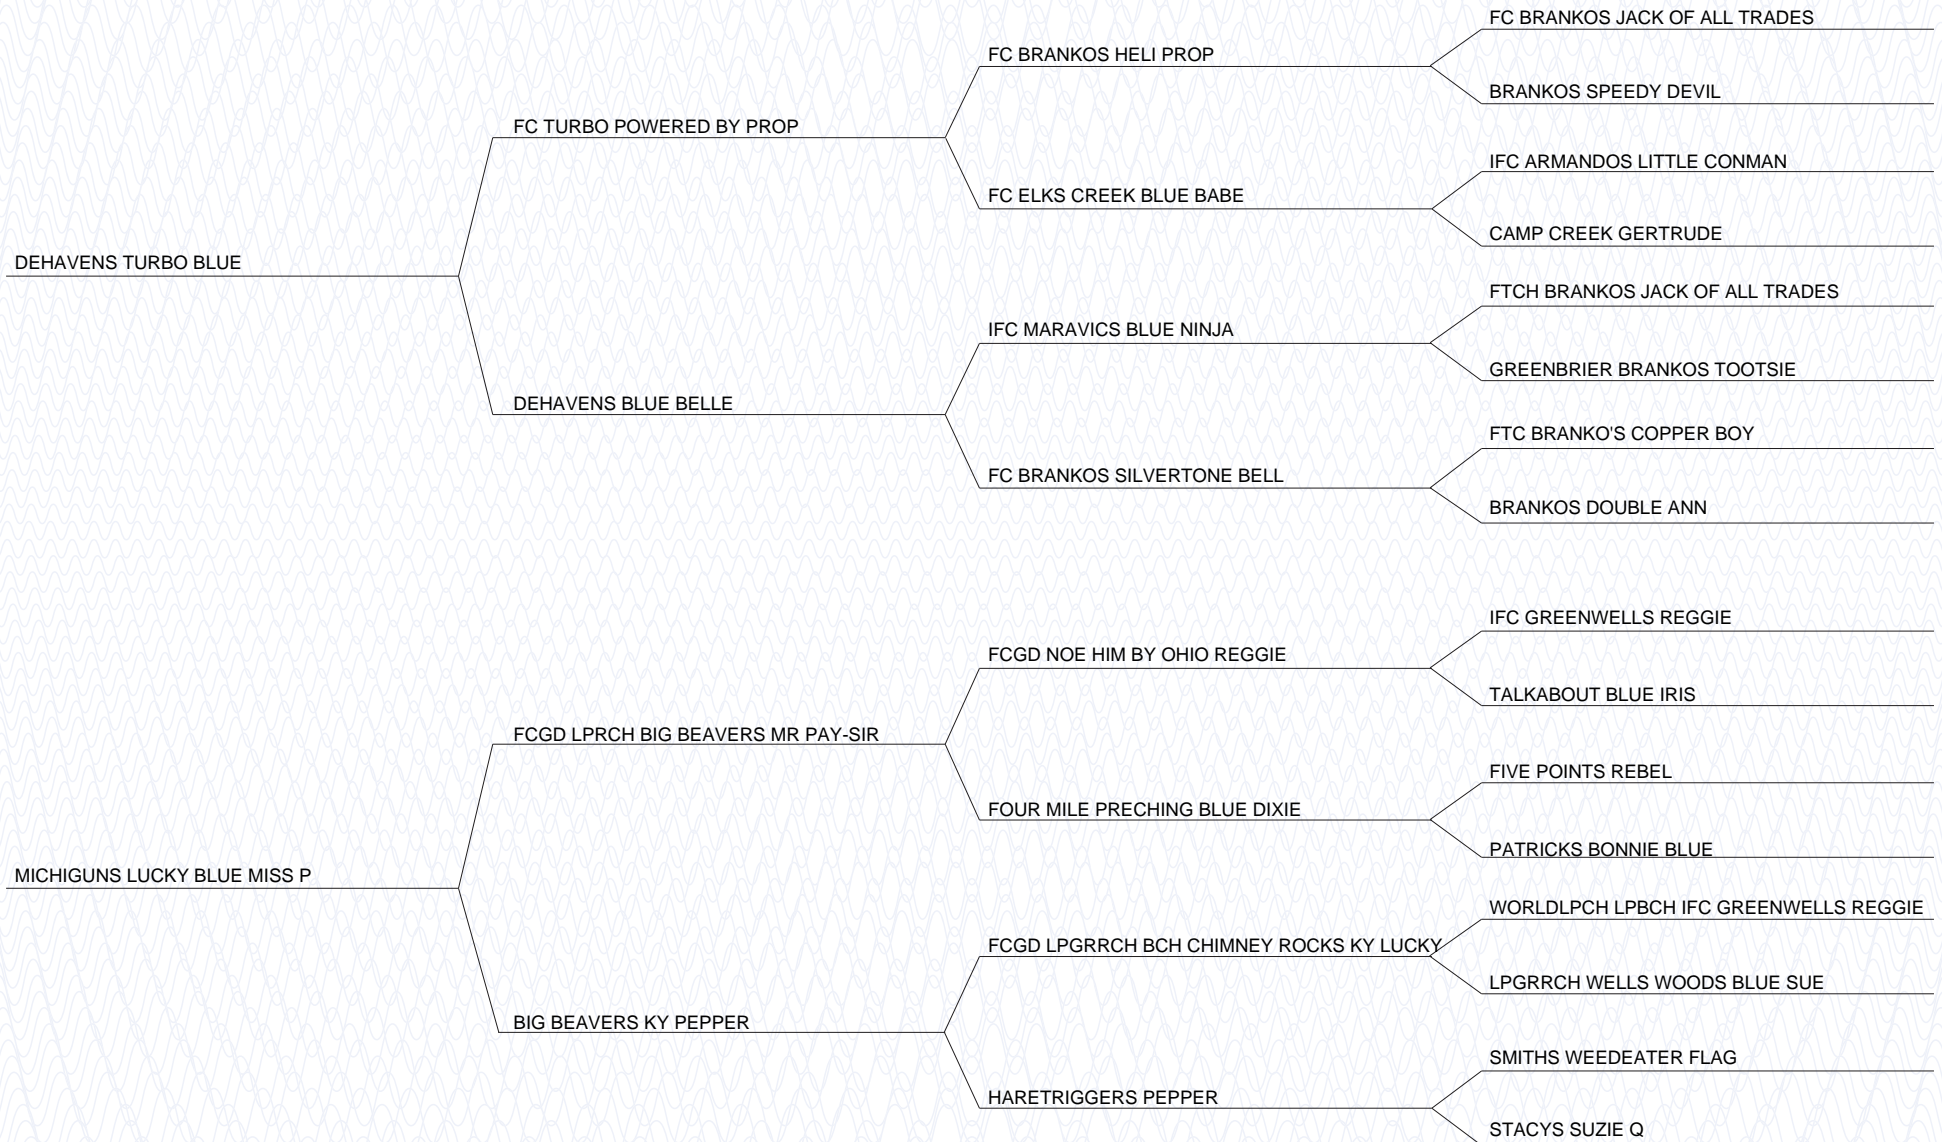 FC BRANKOS JACK OF ALL TRADES
FC BRANKOS HELI PROP
BRANKOS SPEEDY DEVIL
FC TURBO POWERED BY PROP
IFC ARMANDOS LITTLE CONMAN
FC ELKS CREEK BLUE BABE
CAMP CREEK GERTRUDE
DEHAVENS TURBO BLUE
FTCH BRANKOS JACK OF ALL TRADES
IFC MARAVICS BLUE NINJA
GREENBRIER BRANKOS TOOTSIE
DEHAVENS BLUE BELLE
FTC BRANKO'S COPPER BOY
FC BRANKOS SILVERTONE BELL
BRANKOS DOUBLE ANN
IFC GREENWELLS REGGIE
FCGD NOE HIM BY OHIO REGGIE
TALKABOUT BLUE IRIS
FCGD LPRCH BIG BEAVERS MR PAY-SIR
FIVE POINTS REBEL
FOUR MILE PRECHING BLUE DIXIE
PATRICKS BONNIE BLUE
MICHIGUNS LUCKY BLUE MISS P
WORLDLPCH LPBCH IFC GREENWELLS REGGIE
FCGD LPGRRCH BCH CHIMNEY ROCKS KY LUCKY
LPGRRCH WELLS WOODS BLUE SUE
BIG BEAVERS KY PEPPER
SMITHS WEEDEATER FLAG
HARETRIGGERS PEPPER
STACYS SUZIE Q